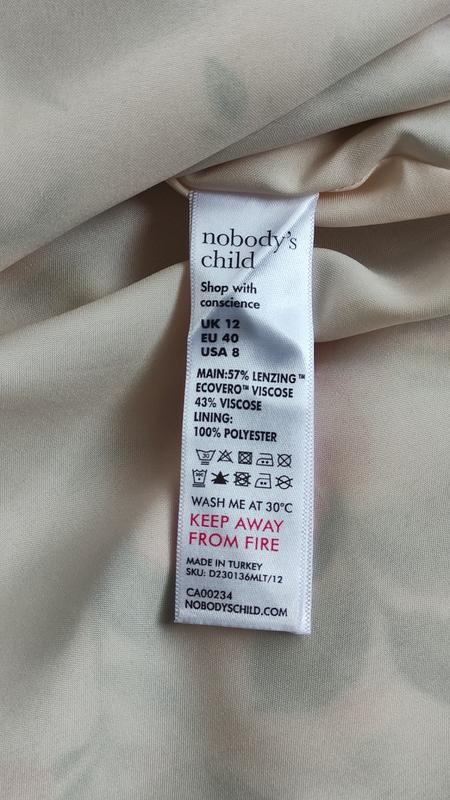 nobody's
child
Shop with
conscience
UK 12
EU 40
USA 8
MAIN:57% LENZING™
ECOVERO™ VISCOSE
43% VISCOSE
LINING:
100% POLYESTER
30
WASH ME AT 30°C
KEEP AWAY
FROM FIRE
MADE IN TURKEY
SKU: D230136MLT/12
CA00234
NOBODYSCHILD.COM